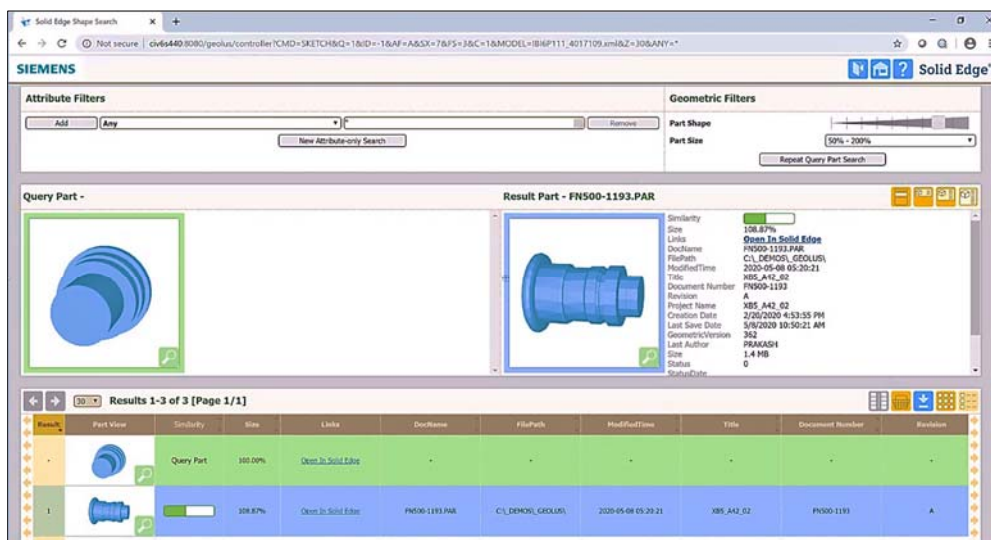 Solid Edge Shape Search
Not secure civ6s440:8080/geolus/controller?CMD=SKETCH&Q=1&ID=-1&AF=A&SX=7&FS=3&C=1&MODEL=IBI6P111_4017109.xml&Z=30&ANY=*
SIEMENS
Solid Edge
Attribute Filters
Geometric Filters
Add Any * Remove
Part Shape
New Attribute-only Search
Part Size 50% - 200%
Repeat Query Part Search
Query Part -
Result Part - FN500-1193.PAR
Similarity
Size 108.87%
Links Open In Solid Edge
DocName FN500-1193.PAR
FilePath C:\_DEMOS\_GEOLUS\
ModifiedTime 2020-05-08 05:20:21
Title XB5_A42_02
Document Number FN500-1193
Revision A
Project Name XB5_A42_02
Creation Date 2/20/2020 4:53:55 PM
Last Save Date 5/8/2020 10:50:21 AM
GeometricVersion 362
Last Author PRAKASH
Size 1.4 MB
Status 0
StatusDate
30 Results 1-3 of 3 [Page 1/1]
Result Part View Similarity Size Links DocName FilePath ModifiedTime Title Document Number Revision
- Query Part 100.00% Open In Solid Edge - - - - - -
1 108.87% Open In Solid Edge FN500-1193.PAR C:\_DEMOS\_GEOLUS\ 2020-05-08 05:20:21 XB5_A42_02 FN500-1193 A